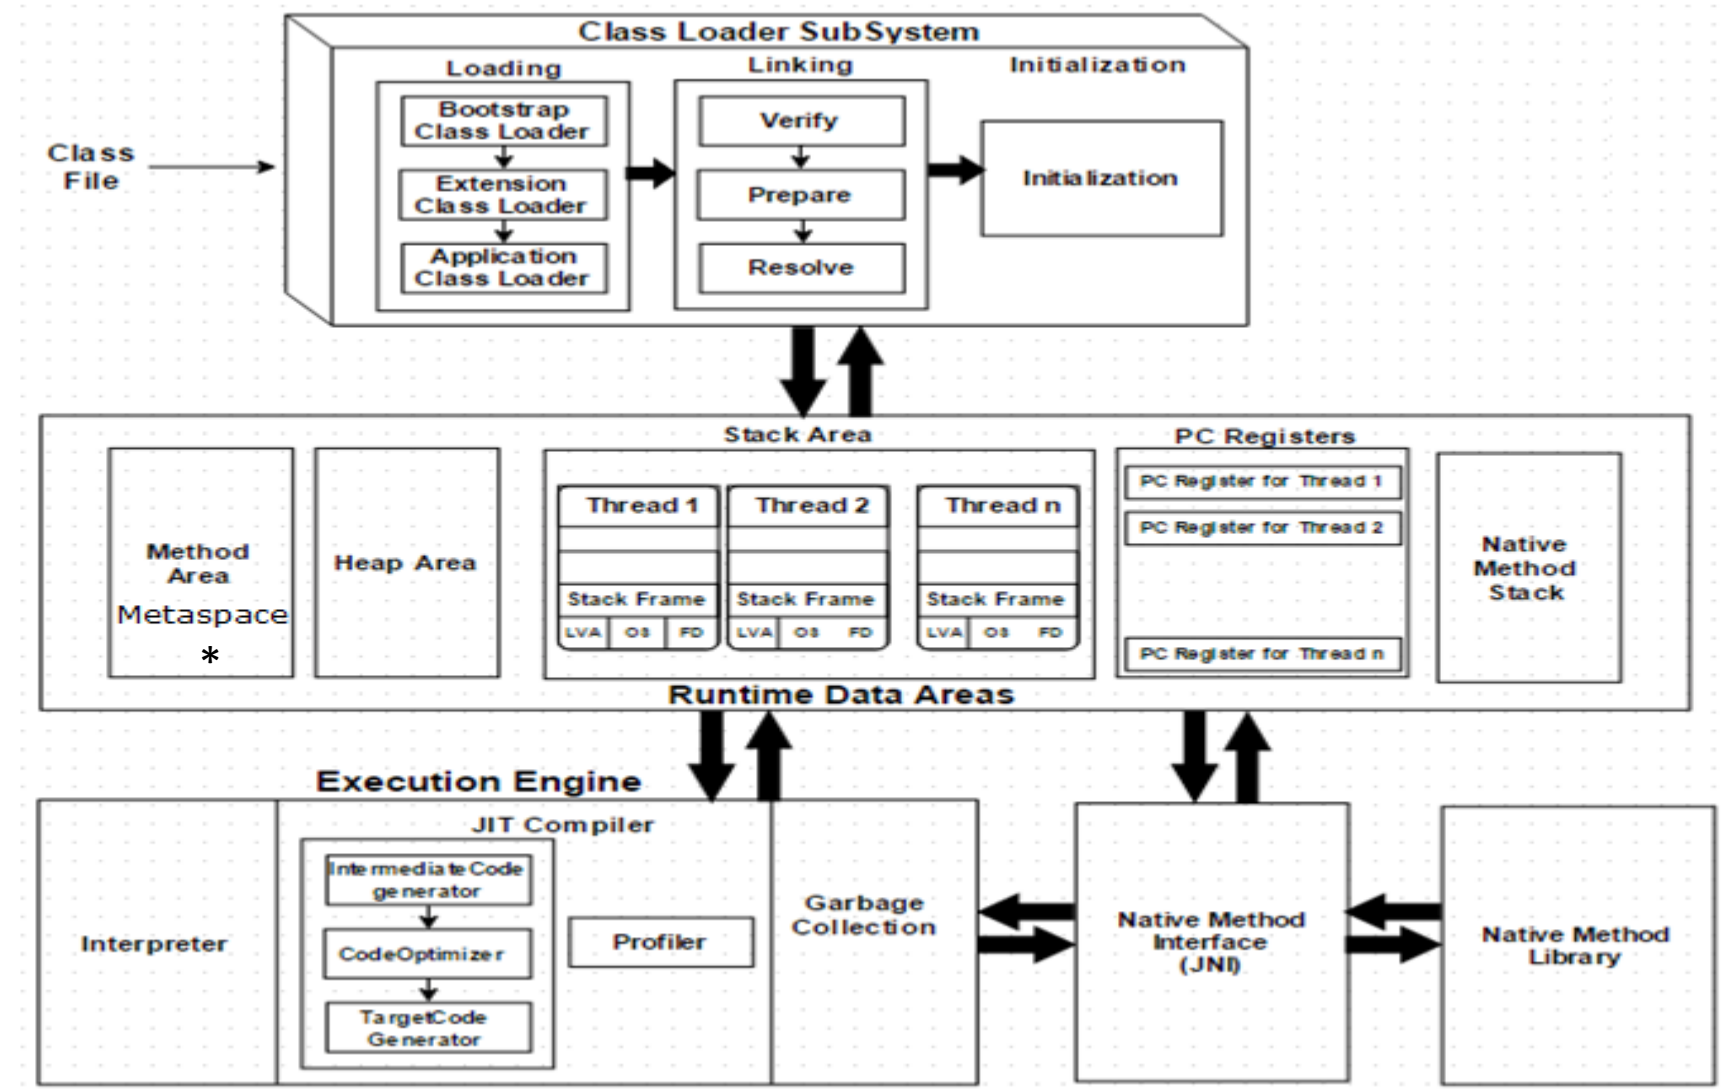 Class Loader SubSystem
Loading
Linking
Initialization
Bootstrap
Class Loader
Extension
Class Loader
Application
Class Loader
Verify
Prepare
Resolve
Initialization
Class
File
Stack Area
PC Registers
Method
Area
Metaspace
*
Heap Area
Thread 1
Stack Frame
LVA OS FD
Thread 2
Stack Frame
LVA OS FD
Thread n
Stack Frame
LVA OS FD
PC Register for Thread 1
PC Register for Thread 2
PC Register for Thread n
Native
Method
Stack
Runtime Data Areas
Execution Engine
Interpreter
JIT Compiler
IntermediateCode
generator
CodeOptimizer
TargetCode
Generator
Profiler
Garbage
Collection
Native Method
Interface
(JNI)
Native Method
Library